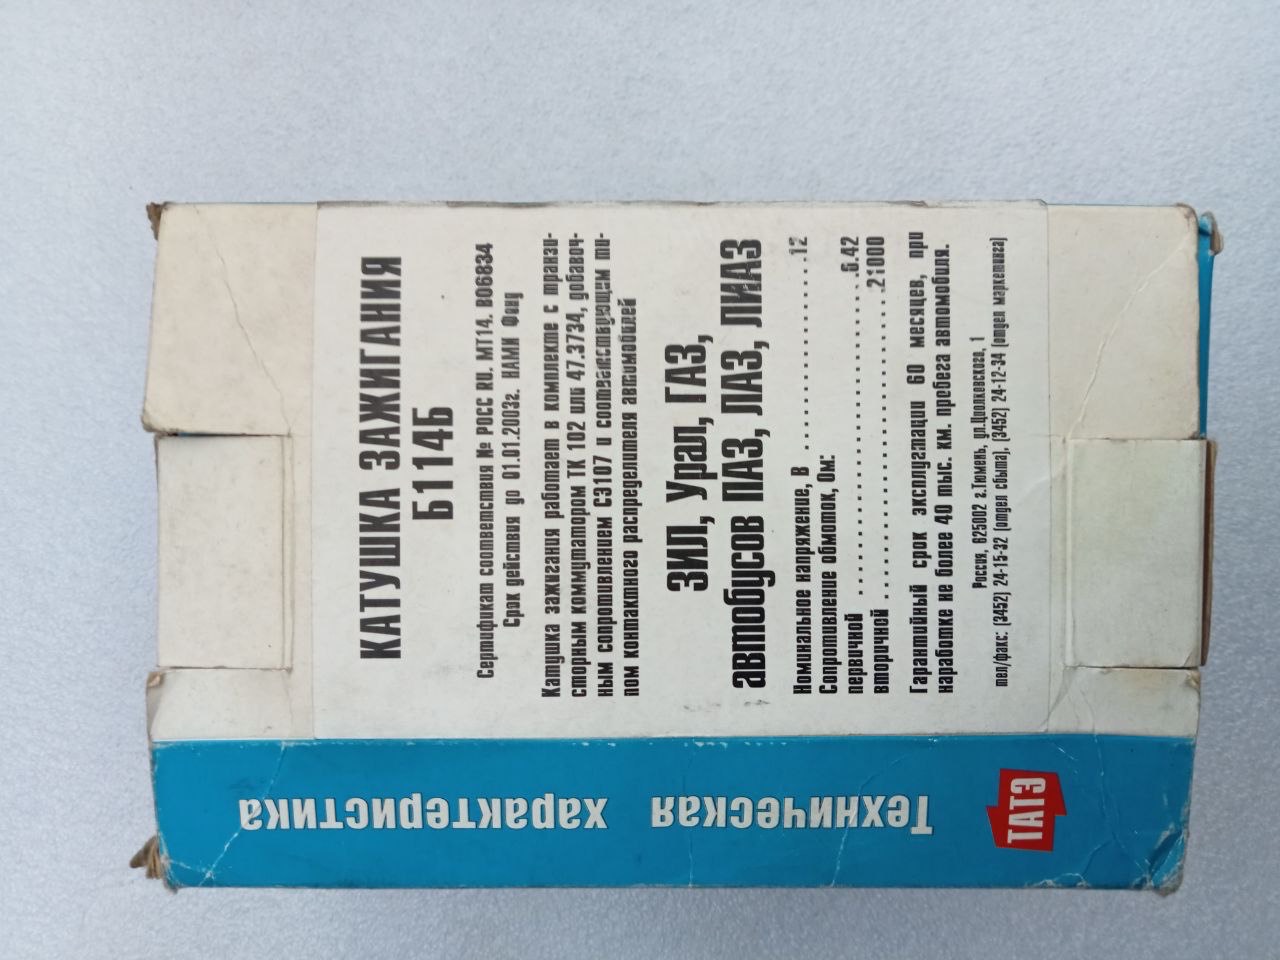 КАТУШКА ЗАЖИГАНИЯ
Б114Б
Сертификат соответствия № РОСС RU. МТ14. В06834
Срок действия до 01.01.2003г. НАМИ Фонд
Катушка зажигания работает в комплекте с транзи-
сторным коммутатором ТК 102 или 47.3734, добавоч-
ным сопротивлением СЭ107 и соответствующим ти-
пом контактного распределителя автомобилей
ЗИЛ, Урал, ГАЗ,
автобусов ПАЗ, ЛАЗ, ЛИАЗ
Номинальное напряжение, В ..............12
Сопротивление обмоток, Ом:
первичной ..............................0.42
вторичной ..............................21000
Гарантийный срок эксплуатации 60 месяцев, при
наработке не более 40 тыс. км. пробега автомобиля.
Россия, 625002 г.Тюмень, ул.Циолковского, 1
тел/факс: (3452) 24-15-32 (отдел сбыта), (3452) 24-12-34 (отдел маркетинга)
Техническая характеристика
ТАТЭ